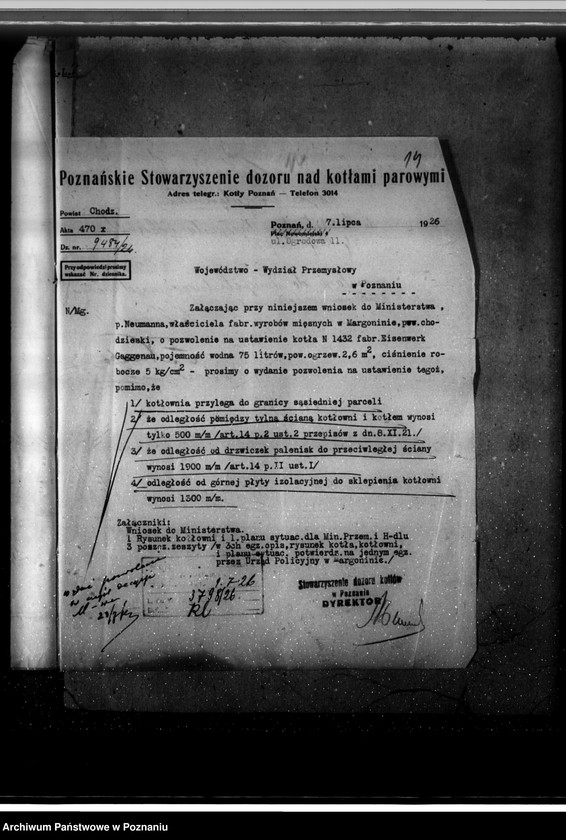 14
Poznańskie Stowarzyszenie dozoru nad kotłami parowymi
Adres telegr.: Kotły Poznań — Telefon 3014
Powiat Chodz.
Akta 470 x
Dz. nr. 9484/26.
Przy odpowiedzi prosimy
wskazać Nr. dziennika.
Poznań, d. 7.lipca 1926
ul.Ogrodowa 11.
Województwo - Wydział Przemysłowy
w Poznaniu
N/Mg.
Załączając przy niniejszem wniosek do Ministerstwa ,
p.Neumanna,właściciela fabr.wyrobów mięsnych w Margoninie,pow.cho-
dzieski, o pozwolenie na ustawienie kotła N 1432 fabr.Eisenwerk
Gaggenau,pojemność wodna 75 litrów,pow.ogrzew.2,6 m2, ciśnienie ro-
bocze 5 kg/cm2 - prosimy o wydanie pozwolenia na ustawienie tegoż,
pomimo,że
1/ kotłownia przylega do granicy sąsiedniej parceli
2/ że odległość pomiędzy tylną ścianą kotłowni i kotłem wynosi
tylko 500 m/m /art.14 p.2 ust.2 przepisów z dn.8.XI.21./
3/ że odległość od drzwiczek palenisk do przeciwległej ściany
wynosi 1900 m/m /art.14 p.II ust.I/
4/ odległość od górnej płyty izolacyjnej do sklepienia kotłowni
wynosi 1300 m/m.
Załączniki:
Wniosek do Ministerstwa.
1 Rysunek kotłowni i 1.planu sytuac.dla Min.Przem.i H-dlu
3 poszcz.zeszyty /w 3ch egz.opis,rysunek kotła,kotłowni,
i planu sytuac. potwierdz.na jednym egz.
przez Urząd Policyjny w Margoninie./
7-26
3798/26
Stowarzyszenie dozoru kotłów
w Poznaniu
DYREKTOR
Archiwum Państwowe w Poznaniu